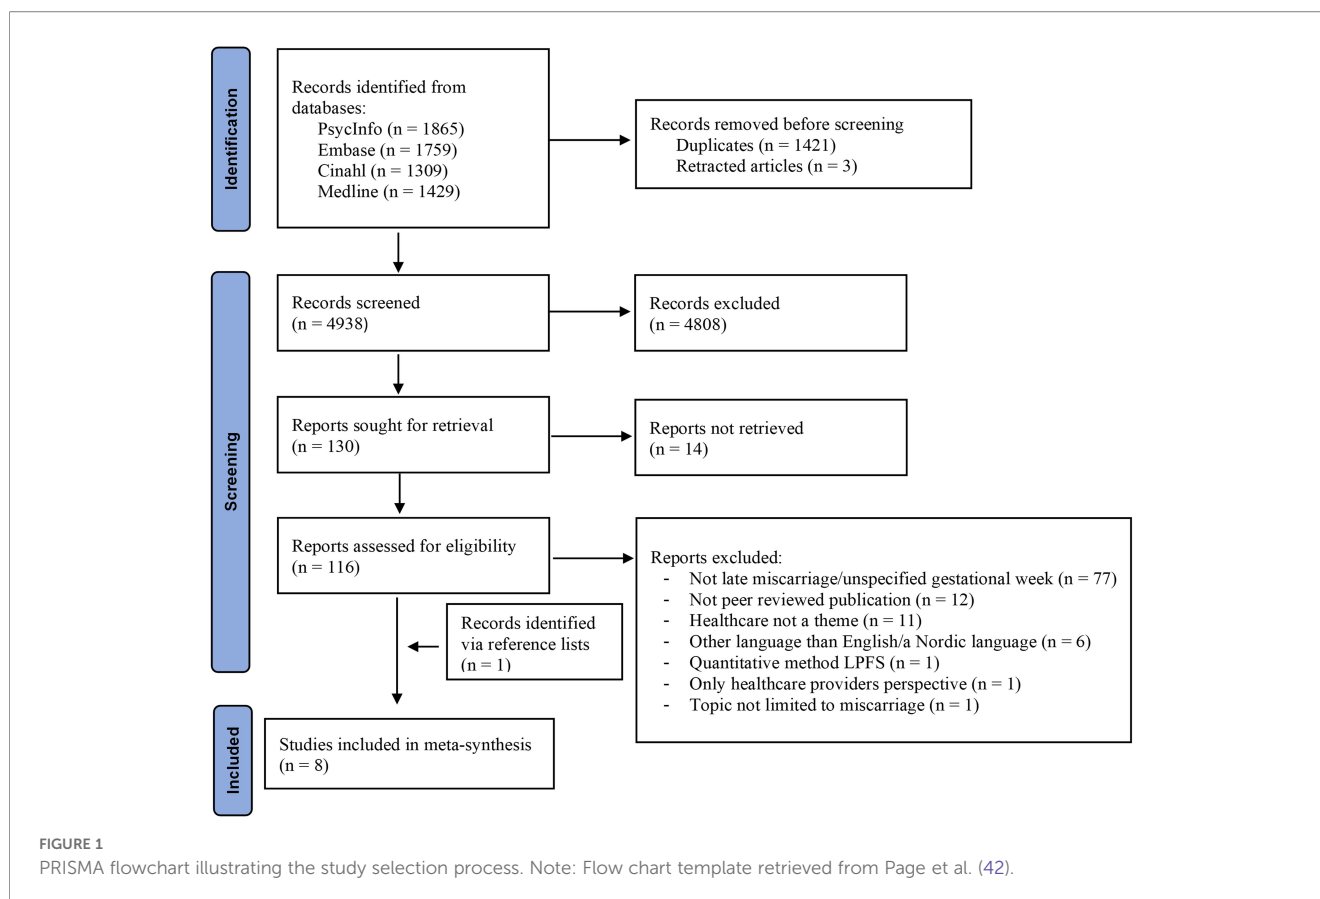 Identification
Records identified from
databases:
PsycInfo (n = 1865)
Embase (n = 1759)
Cinahl (n = 1309)
Medline (n = 1429)
Records removed before screening
Duplicates (n = 1421)
Retracted articles (n = 3)
Screening
Records screened
(n = 4938)
Records excluded
(n = 4808)
Reports sought for retrieval
(n = 130)
Reports not retrieved
(n = 14)
Reports assessed for eligibility
(n = 116)
Reports excluded:
- Not late miscarriage/unspecified gestational week (n = 77)
- Not peer reviewed publication (n = 12)
- Healthcare not a theme (n = 11)
- Other language than English/a Nordic language (n = 6)
- Quantitative method LPFS (n = 1)
- Only healthcare providers perspective (n = 1)
- Topic not limited to miscarriage (n = 1)
Records identified
via reference lists
(n = 1)
Included
Studies included in meta-synthesis
(n = 8)
FIGURE 1
PRISMA flowchart illustrating the study selection process. Note: Flow chart template retrieved from Page et al. (42).